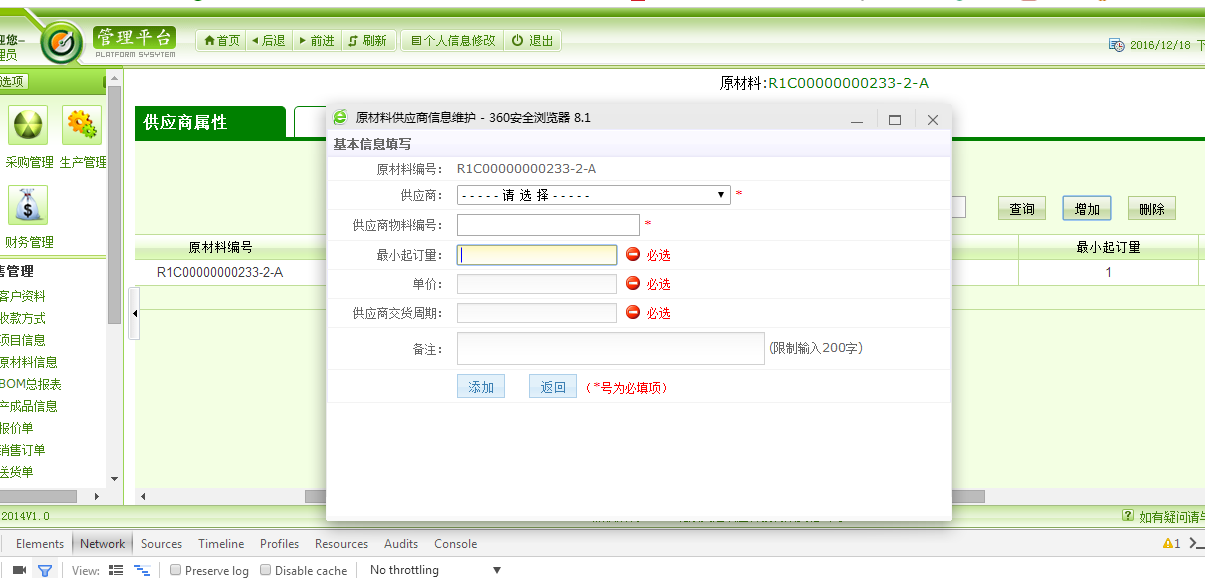 迎您-
理员
管理平台
PLATFORM SYSYTEM
首页 后退 前进 刷新 个人信息修改 退出
2016/12/18 下
选项
采购管理 生产管理
财务管理
售管理
客户资料
收款方式
项目信息
原材料信息
BOM总报表
产成品信息
报价单
销售订单
送货单
原材料:R1C00000000233-2-A
供应商属性
查询 增加 删除
原材料编号 最小起订量
R1C00000000233-2-A 1
原材料供应商信息维护 - 360安全浏览器 8.1
基本信息填写
原材料编号: R1C00000000233-2-A
供应商: - - - - - 请 选 择 - - - - - *
供应商物料编号: *
最小起订量: 必选
单价: 必选
供应商交货周期: 必选
备注: (限制输入200字)
添加 返回 (*号为必填项)
2014V1.0
如有疑问请与
Elements Network Sources Timeline Profiles Resources Audits Console
1
View: Preserve log Disable cache No throttling